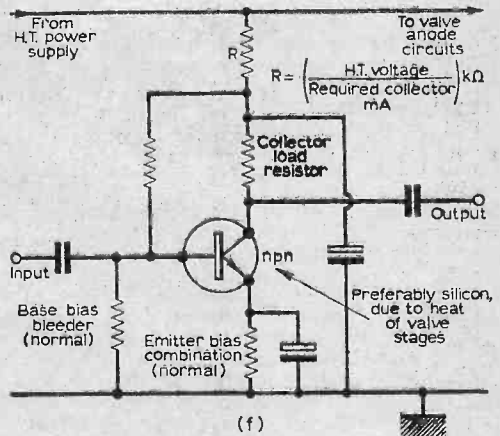 From
H.T. power
supply
To valve
anode
circuits
R
R = (H.T. voltage
Required collector
mA) kΩ
Collector
load
resistor
Output
Input
npn
Base bias
bleeder
(normal)
Emitter bias
combination
(normal)
Preferably silicon,
due to heat
of valve
stages
(f)